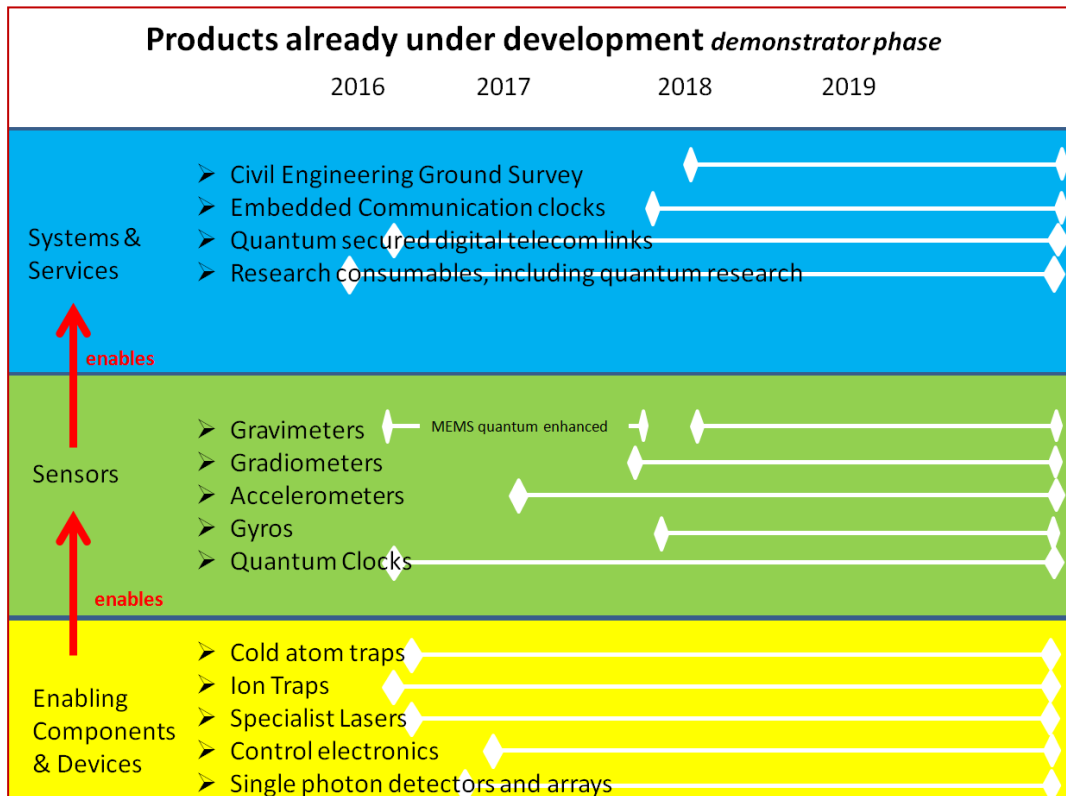 Products already under development demonstrator phase
2016 2017 2018 2019
Systems &
Services
➤ Civil Engineering Ground Survey
➤ Embedded Communication clocks
➤ Quantum secured digital telecom links
➤ Research consumables, including quantum research
enables
Sensors
➤ Gravimeters MEMS quantum enhanced
➤ Gradiometers
➤ Accelerometers
➤ Gyros
➤ Quantum Clocks
enables
Enabling
Components
& Devices
➤ Cold atom traps
➤ Ion Traps
➤ Specialist Lasers
➤ Control electronics
➤ Single photon detectors and arrays